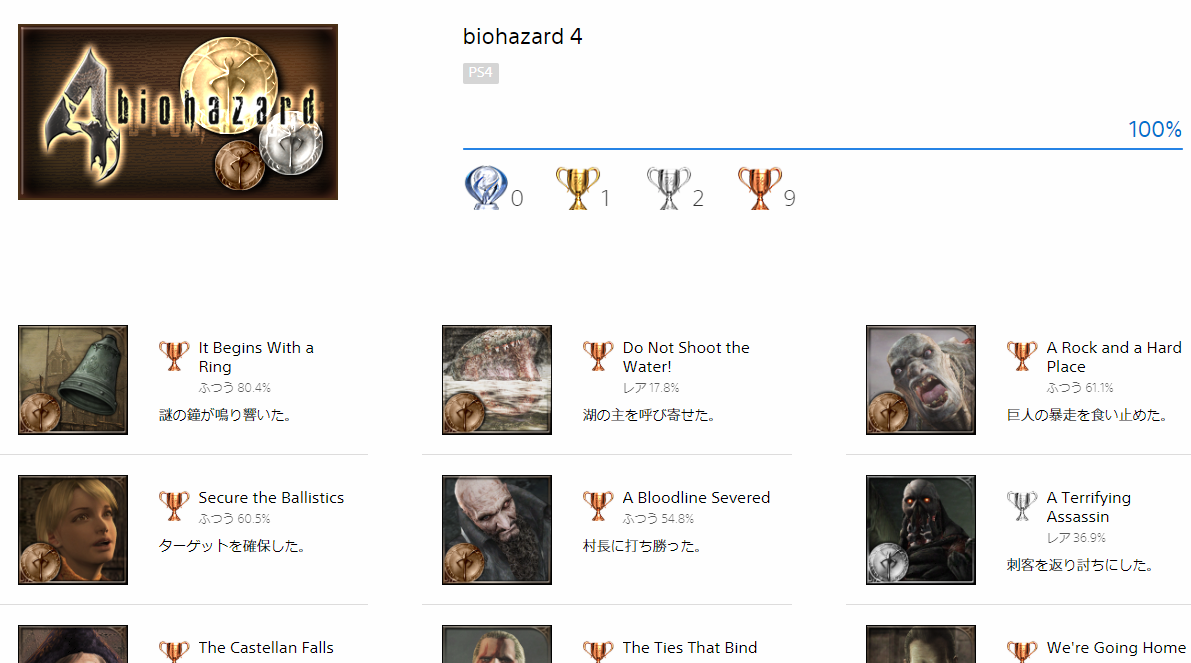 4 biohazard
biohazard 4
PS4
100%
0 1 2 9
It Begins With a
Ring
ふつう 80.4%
謎の鐘が鳴り響いた。
Do Not Shoot the
Water!
レア 17.8%
湖の主を呼び寄せた。
A Rock and a Hard
Place
ふつう 61.1%
巨人の暴走を食い止めた。
Secure the Ballistics
ふつう 60.5%
ターゲットを確保した。
A Bloodline Severed
ふつう 54.8%
村長に打ち勝った。
A Terrifying
Assassin
レア 36.9%
刺客を返り討ちにした。
The Castellan Falls
The Ties That Bind
We're Going Home